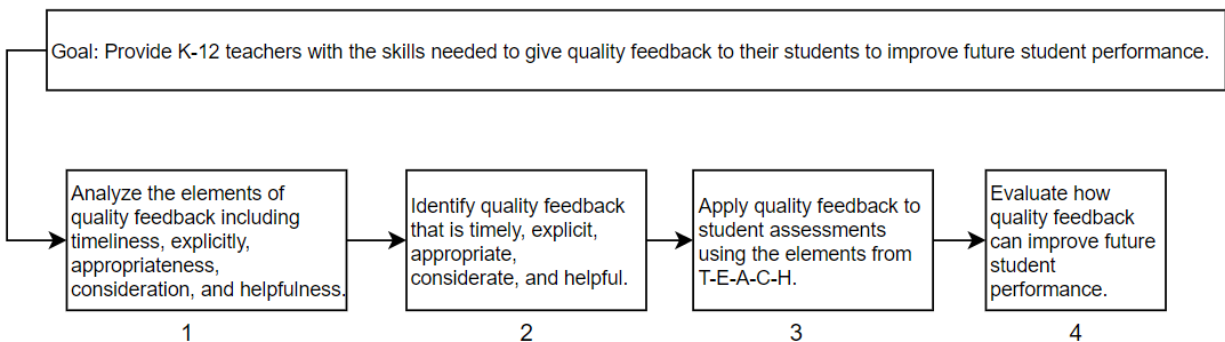 Goal: Provide K-12 teachers with the skills needed to give quality feedback to their students to improve future student performance.
Analyze the elements of
quality feedback including
timeliness, explicitly,
appropriateness,
consideration, and helpfulness.
1
Identify quality feedback
that is timely, explicit,
appropriate,
considerate, and helpful.
2
Apply quality feedback to
student assessments
using the elements from
T-E-A-C-H.
3
Evaluate how
quality feedback
can improve future
student
performance.
4